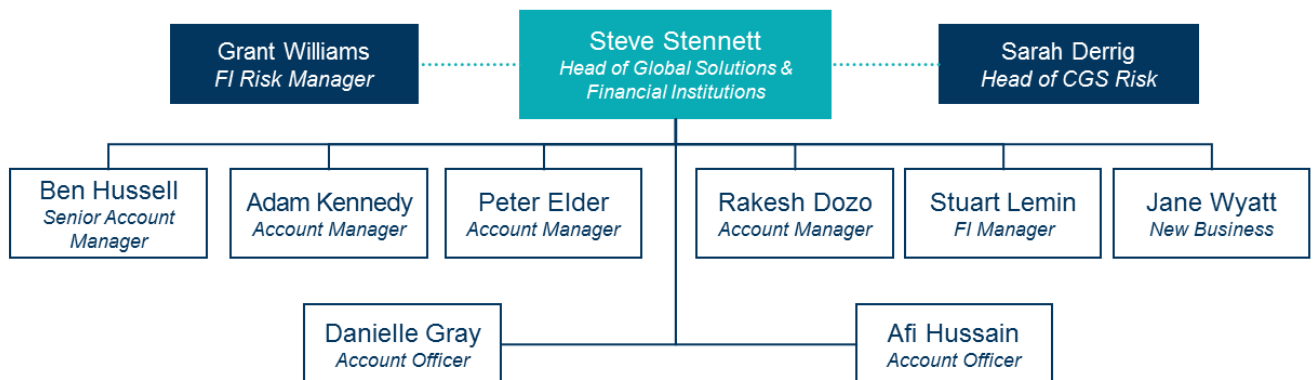 Grant Williams
FI Risk Manager
Steve Stennett
Head of Global Solutions &
Financial Institutions
Sarah Derrig
Head of CGS Risk
Ben Hussell
Senior Account
Manager
Adam Kennedy
Account Manager
Peter Elder
Account Manager
Rakesh Dozo
Account Manager
Stuart Lemin
FI Manager
Jane Wyatt
New Business
Danielle Gray
Account Officer
Afi Hussain
Account Officer